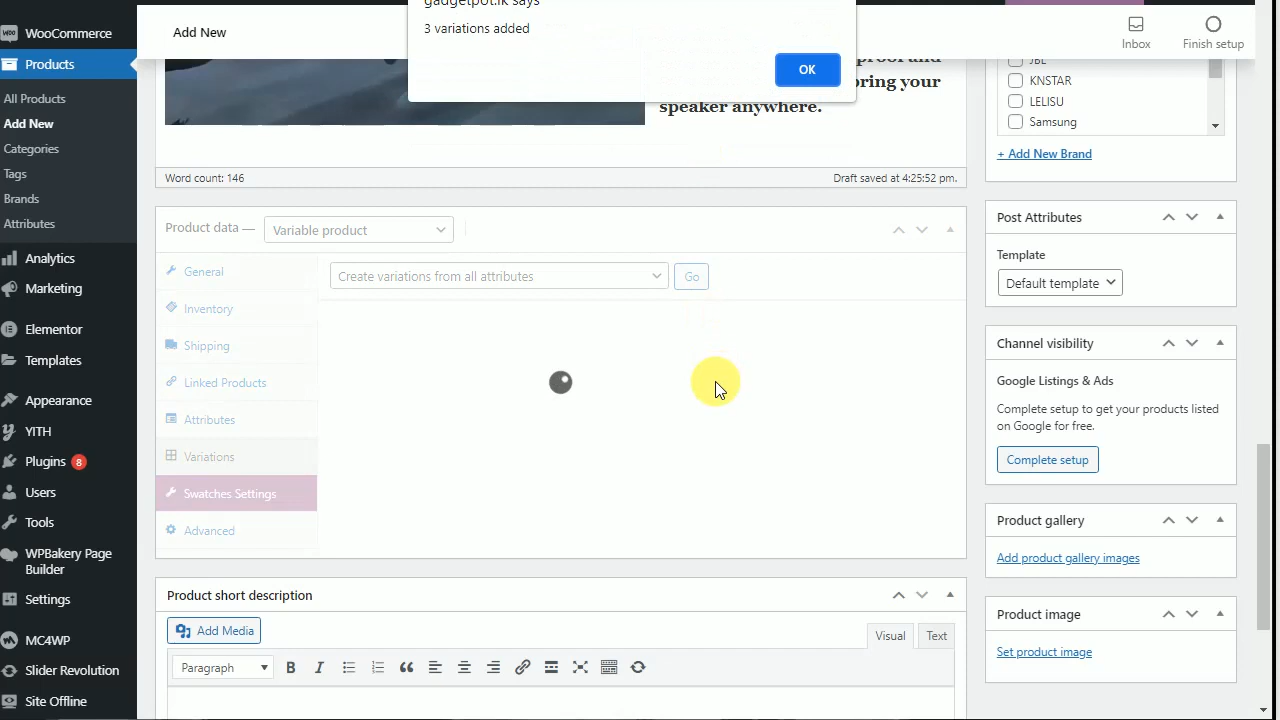 gadgetpot.lk says
3 variations added
OK
WooCommerce
Products
All Products
Add New
Categories
Tags
Brands
Attributes
Analytics
Marketing
Elementor
Templates
Appearance
YITH
Plugins 8
Users
Tools
WPBakery Page
Builder
Settings
MC4WP
Slider Revolution
Site Offline
Add New
Inbox
Finish setup
proof and
bring your
speaker anywhere.
Word count: 146
Draft saved at 4:25:52 pm.
Product data —
Variable product
General
Inventory
Shipping
Linked Products
Attributes
Variations
Swatches Settings
Advanced
Create variations from all attributes
Go
Product short description
Add Media
Visual
Text
Paragraph
B
I
JBL
KNSTAR
LELISU
Samsung
+ Add New Brand
Post Attributes
Template
Default template
Channel visibility
Google Listings & Ads
Complete setup to get your products listed
on Google for free.
Complete setup
Product gallery
Add product gallery images
Product image
Set product image